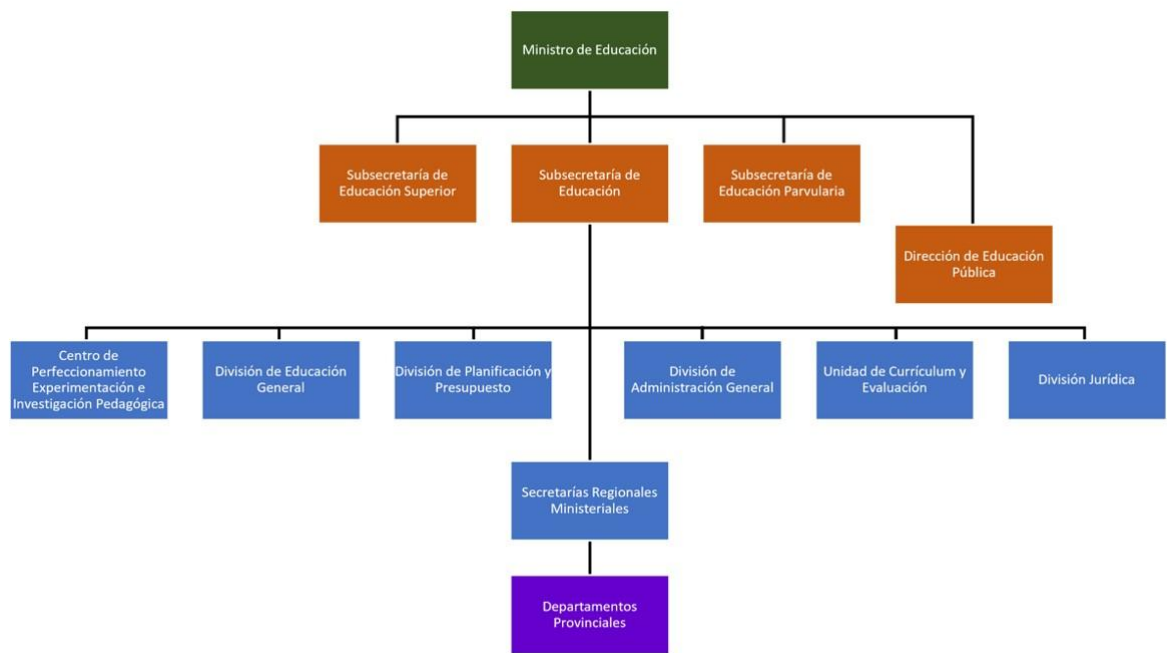 Ministro de Educación
Subsecretaría de
Educación Superior
Subsecretaría de
Educación
Subsecretaría de
Educación Parvularia
Dirección de Educación
Pública
Centro de
Perfeccionamiento
Experimentación e
Investigación Pedagógica
División de Educación
General
División de Planificación y
Presupuesto
División de
Administración General
Unidad de Currículum y
Evaluación
División Jurídica
Secretarías Regionales
Ministeriales
Departamentos
Provinciales